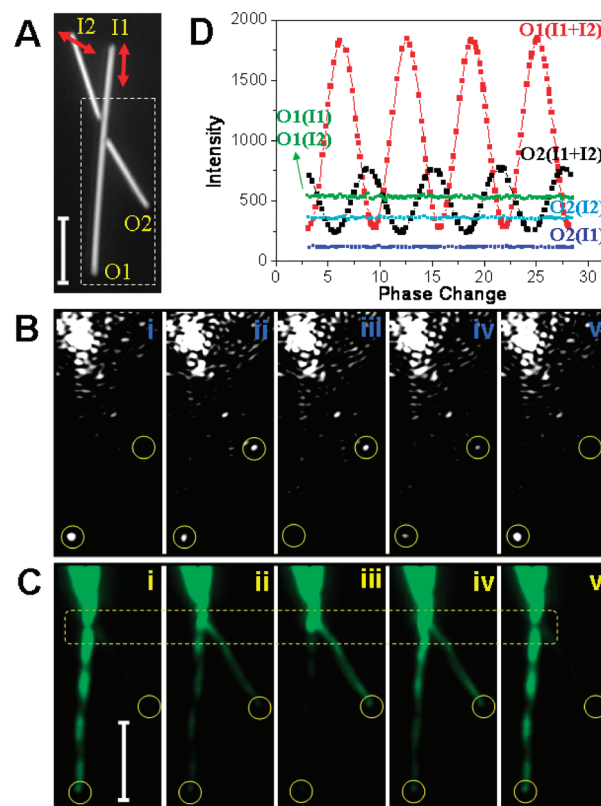 A
I2 I1
O2
O1
D
2000
1500
1000
500
0
Intensity
O1(I1+I2)
O1(I1)
O1(I2)
O2(I1+I2)
O2(I2)
O2(I1)
0 5 10 15 20 25
Phase Change
B
i ii iii iv v
C
i ii iii iv v